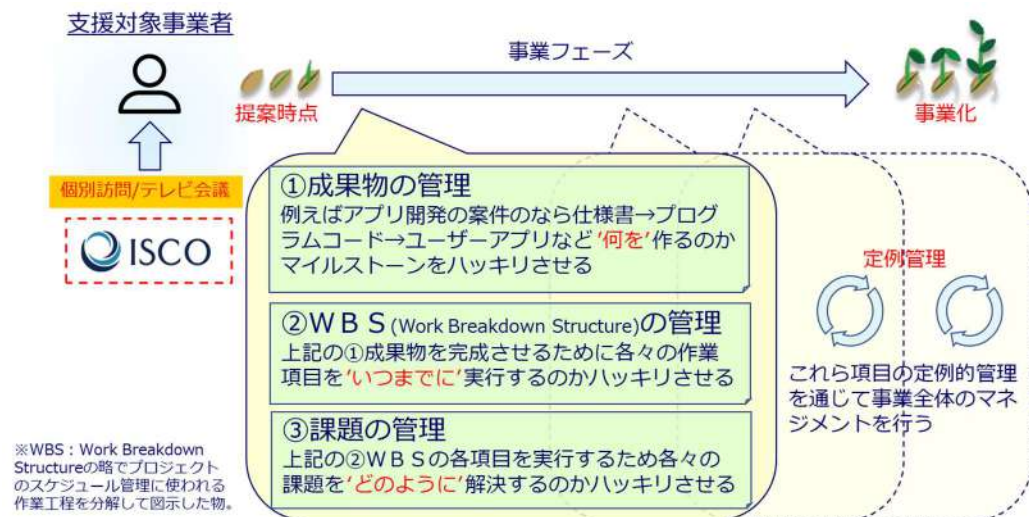 支援対象事業者
事業フェーズ
提案時点
事業化
個別訪問/テレビ会議
ISCO
①成果物の管理
例えばアプリ開発の案件のなら仕様書→プログ
ラムコード→ユーザーアプリなど’何を’作るのか
マイルストーンをハッキリさせる
②ＷＢＳ(Work Breakdown Structure)の管理
上記の①成果物を完成させるために各々の作業
項目を’いつまでに’実行するのかハッキリさせる
③課題の管理
上記の②ＷＢＳの各項目を実行するため各々の
課題を’どのように’解決するのかハッキリさせる
定例管理
これら項目の定例的管理
を通じて事業全体のマネ
ジメントを行う
※WBS：Work Breakdown
Structureの略でプロジェクト
のスケジュール管理に使われる
作業工程を分解して図示した物。